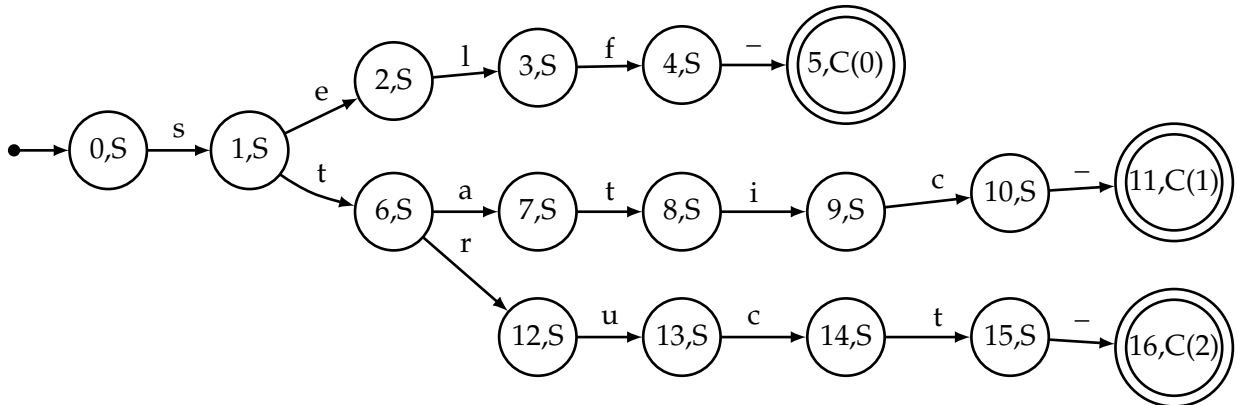 e l f – 5,C(0)
2,S 3,S 4,S
0,S s 1,S
t a t i c – 11,C(1)
6,S 7,S 8,S 9,S 10,S
r
12,S u 13,S c 14,S t 15,S – 16,C(2)